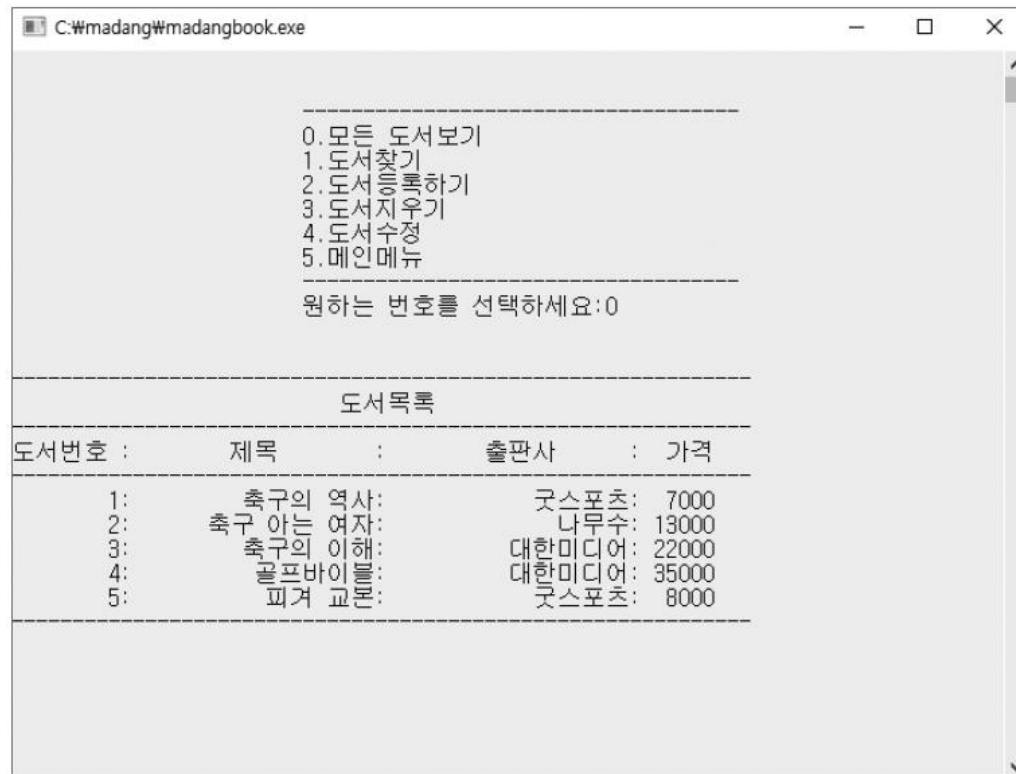 C:₩madang₩madangbook.exe
------------------------------------
0.모든 도서보기
1.도서찾기
2.도서등록하기
3.도서지우기
4.도서수정
5.메인메뉴
------------------------------------
원하는 번호를 선택하세요:0
-------------------------------------------------------------
도서목록
-------------------------------------------------------------
도서번호 : 제목 : 출판사 : 가격
-------------------------------------------------------------
1: 축구의 역사: 굿스포츠: 7000
2: 축구 아는 여자: 나무수: 13000
3: 축구의 이해: 대한미디어: 22000
4: 골프바이블: 대한미디어: 35000
5: 피겨 교본: 굿스포츠: 8000
-------------------------------------------------------------